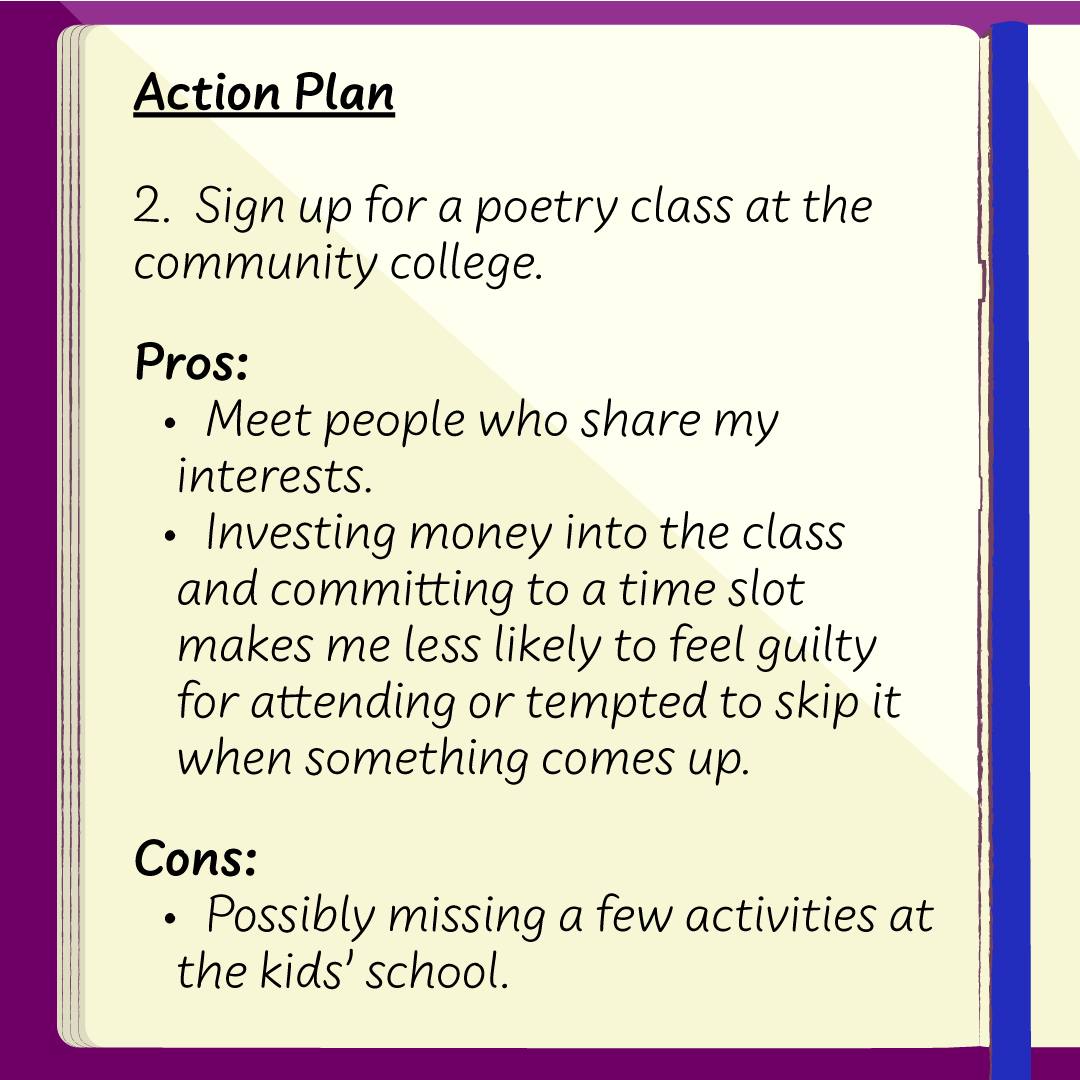 Action Plan
2. Sign up for a poetry class at the
community college.
Pros:
• Meet people who share my
interests.
• Investing money into the class
and committing to a time slot
makes me less likely to feel guilty
for attending or tempted to skip it
when something comes up.
Cons:
• Possibly missing a few activities at
the kids' school.